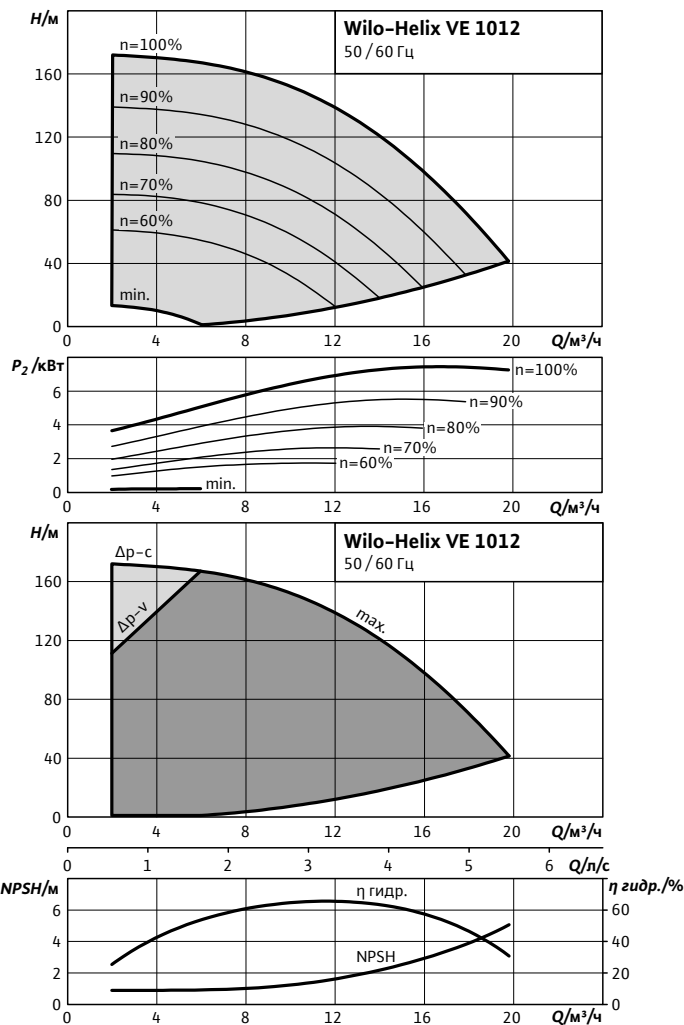 H/м
Wilo-Helix VE 1012
50 / 60 Гц
n=100%
n=90%
n=80%
n=70%
n=60%
min.
160
120
80
40
0
0 4 8 12 16 20 Q/м³/ч
P₂ /кВт
n=100%
n=90%
n=80%
n=70%
n=60%
min.
6
4
2
0
0 4 8 12 16 20 Q/м³/ч
H/м
Wilo-Helix VE 1012
50 / 60 Гц
Δp-c
Δp-v
max.
160
120
80
40
0
0 4 8 12 16 20 Q/м³/ч
0 1 2 3 4 5 6 Q/л/с
NPSH/м
η гидр./%
η гидр.
NPSH
6 60
4 40
2 20
0 0
0 4 8 12 16 20 Q/м³/ч